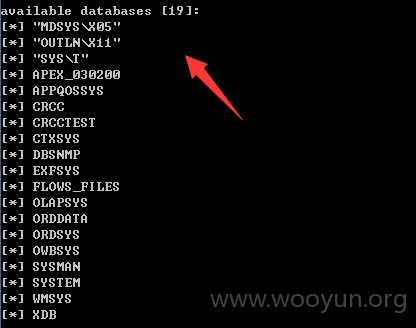 available databases [19]:
[*] "MDSYS\X05"
[*] "OUTLN\X11"
[*] "SYS\T"
[*] APEX_030200
[*] APPQOSSYS
[*] CRCC
[*] CRCCTEST
[*] CTXSYS
[*] DBSNMP
[*] EXFSYS
[*] FLOWS_FILES
[*] OLAPSYS
[*] ORDDATA
[*] ORDSYS
[*] OWBSYS
[*] SYSMAN
[*] SYSTEM
[*] WMSYS
[*] XDB
www.wooyun.org